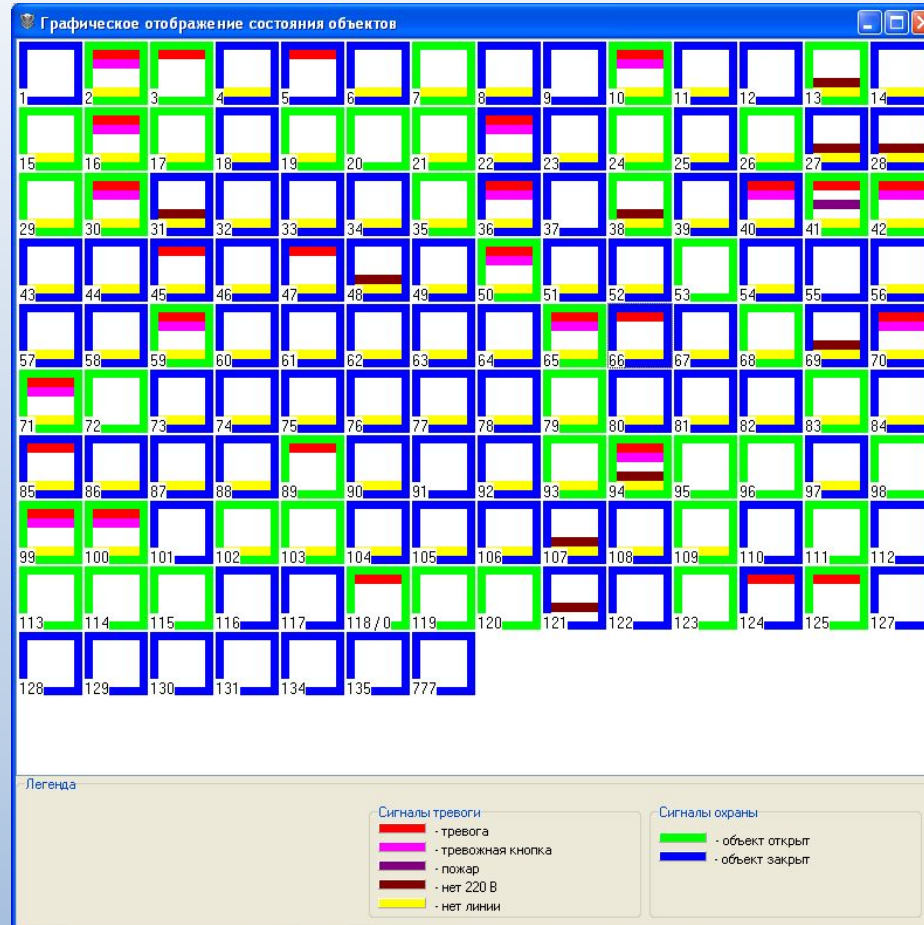 Графическое отображение состояния объектов
1 2 3 4 5 6 7 8 9 10 11 12 13 14
15 16 17 18 19 20 21 22 23 24 25 26 27 28
29 30 31 32 33 34 35 36 37 38 39 40 41 42
43 44 45 46 47 48 49 50 51 52 53 54 55 56
57 58 59 60 61 62 63 64 65 66 67 68 69 70
71 72 73 74 75 76 77 78 79 80 81 82 83 84
85 86 87 88 89 90 91 92 93 94 95 96 97 98
99 100 101 102 103 104 105 106 107 108 109 110 111 112
113 114 115 116 117 118 / 0 119 120 121 122 123 124 125 127
128 129 130 131 134 135 777
Легенда
Сигналы тревоги
- тревога
- тревожная кнопка
- пожар
- нет 220 В
- нет линии
Сигналы охраны
- объект открыт
- объект закрыт